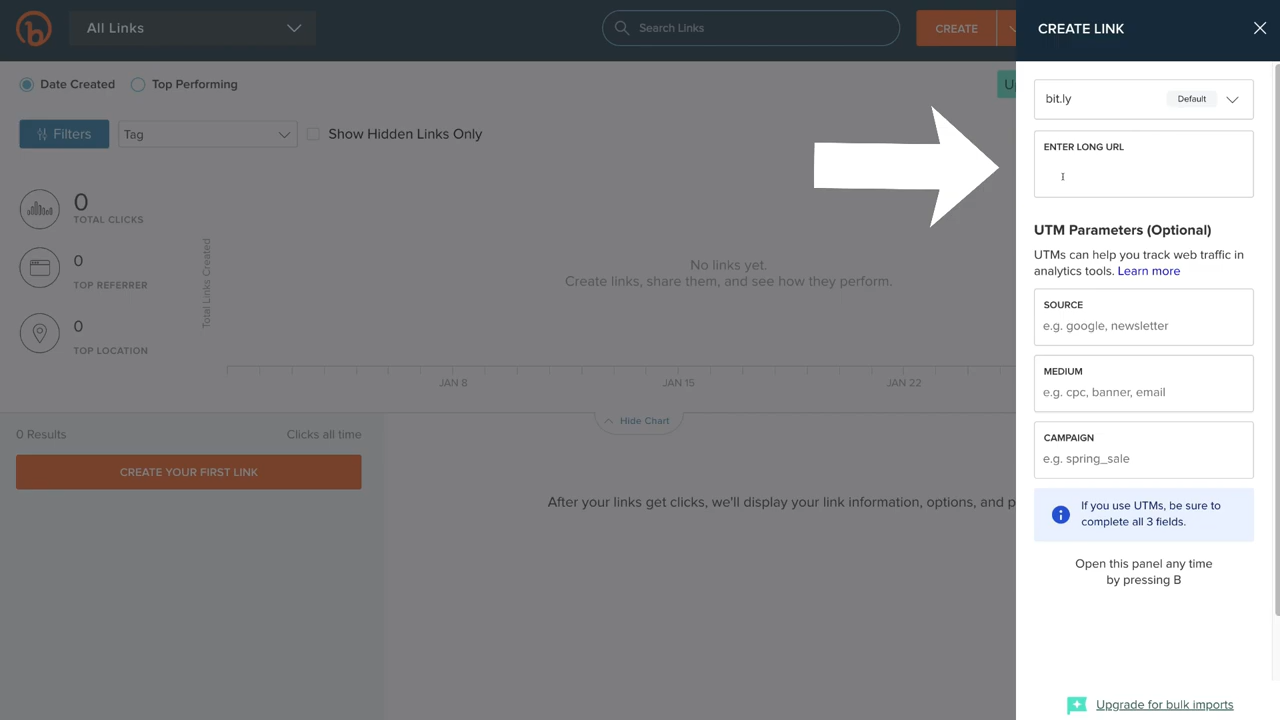 All Links
Search Links
CREATE
CREATE LINK
Date Created
Top Performing
U
bit.ly
Default
Filters
Tag
Show Hidden Links Only
ENTER LONG URL
0
TOTAL CLICKS
0
TOP REFERRER
0
TOP LOCATION
Total Links Created
No links yet.
Create links, share them, and see how they perform.
JAN 8
JAN 15
JAN 22
Hide Chart
UTM Parameters (Optional)
UTMs can help you track web traffic in
analytics tools. Learn more
SOURCE
e.g. google, newsletter
MEDIUM
e.g. cpc, banner, email
CAMPAIGN
e.g. spring_sale
0 Results
Clicks all time
CREATE YOUR FIRST LINK
After your links get clicks, we'll display your link information, options, and p
If you use UTMs, be sure to
complete all 3 fields.
Open this panel any time
by pressing B
Upgrade for bulk imports